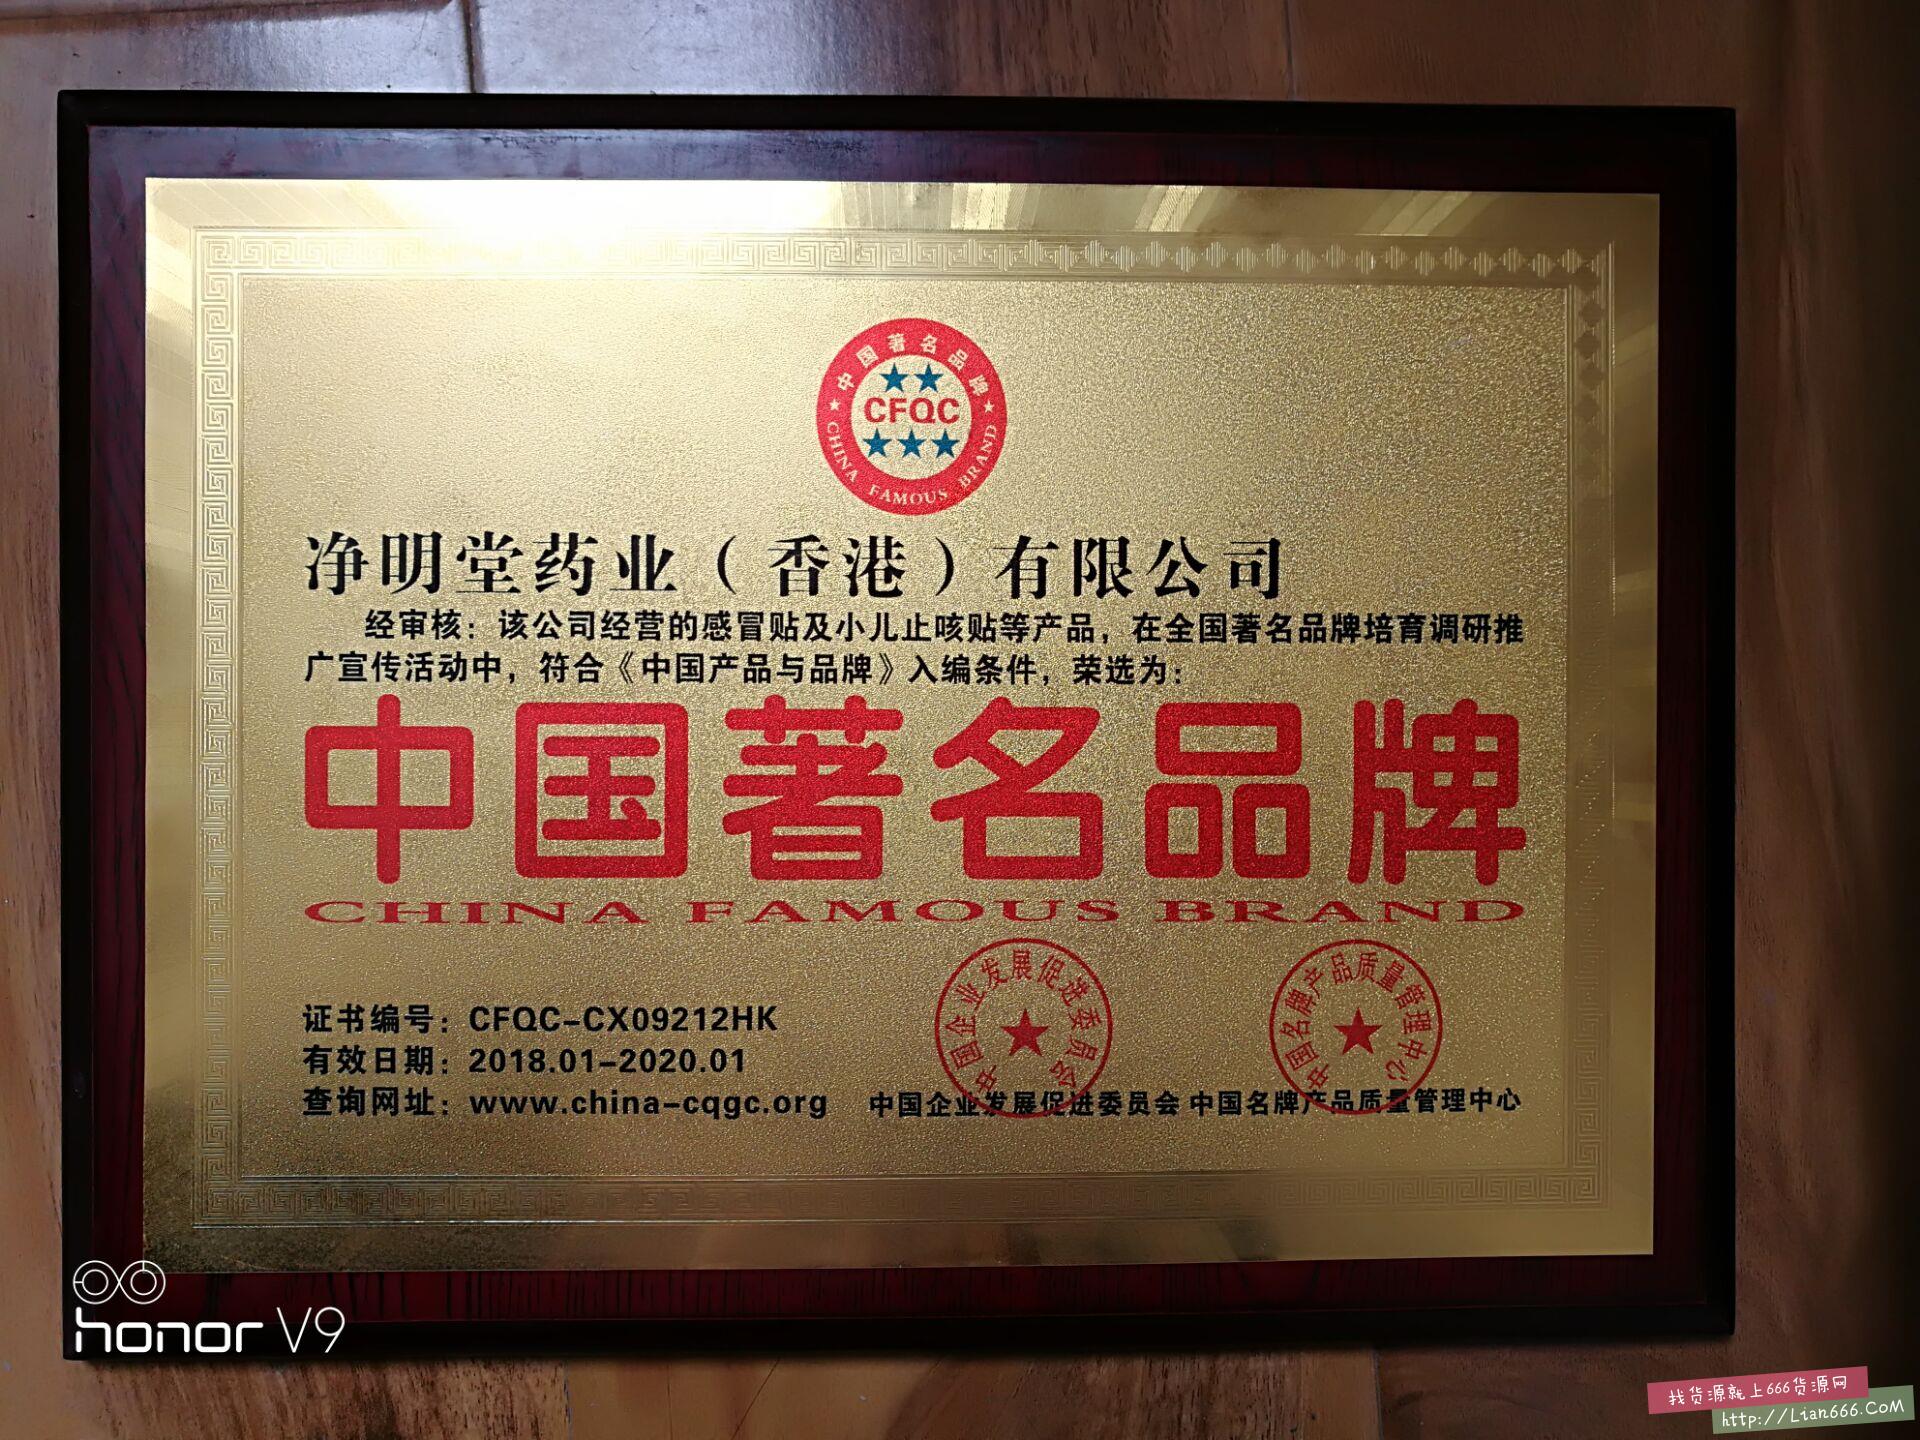 中国著名品牌
CFQC
CHINA FAMOUS BRAND
净明堂药业（香港）有限公司
经审核：该公司经营的感冒贴及小儿止咳贴等产品，在全国著名品牌培育调研推
广宣传活动中，符合《中国产品与品牌》入编条件，荣选为：
中国著名品牌
CHINA FAMOUS BRAND
中国企业发展促进委员会
中国名牌产品质量管理中心
证书编号：CFQC-CX09212HK
有效日期：2018.01-2020.01
查询网址：www.china-cqgc.org
中国企业发展促进委员会 中国名牌产品质量管理中心
honor V9
找货源就上666货源网
http://Lian666.CoM